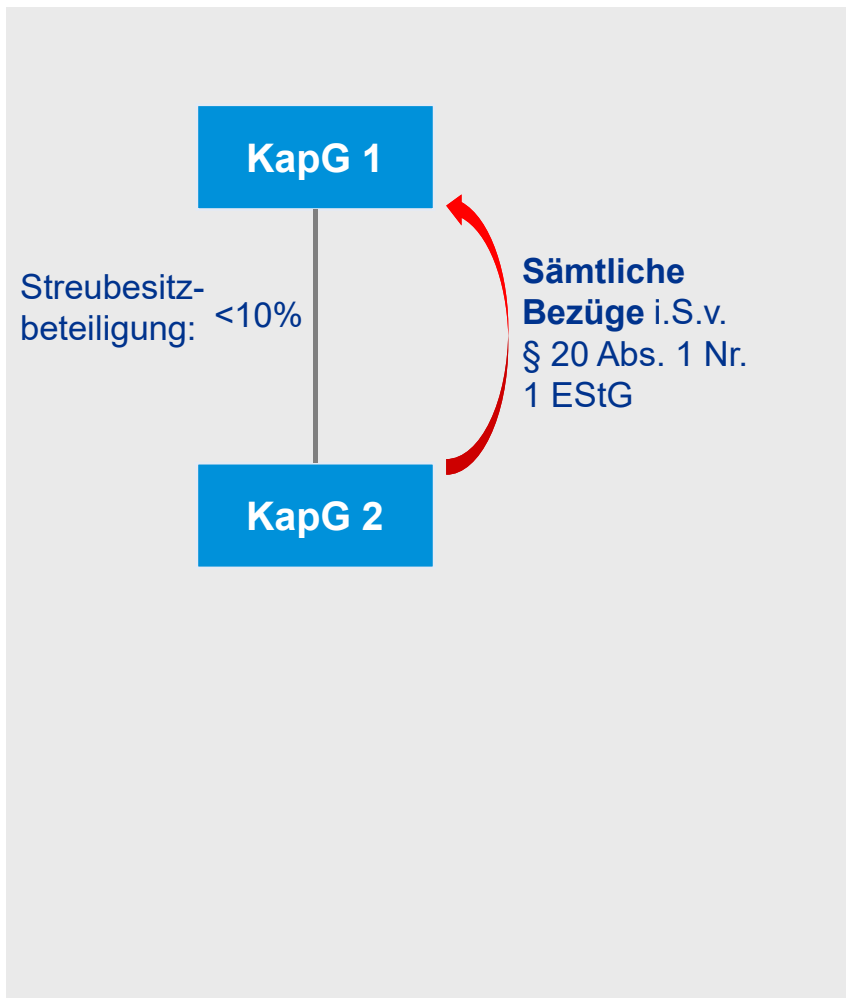 KapG 1
Streubesitz-
beteiligung:
<10%
Sämtliche
Bezüge i.S.v.
§ 20 Abs. 1 Nr.
1 EStG
KapG 2